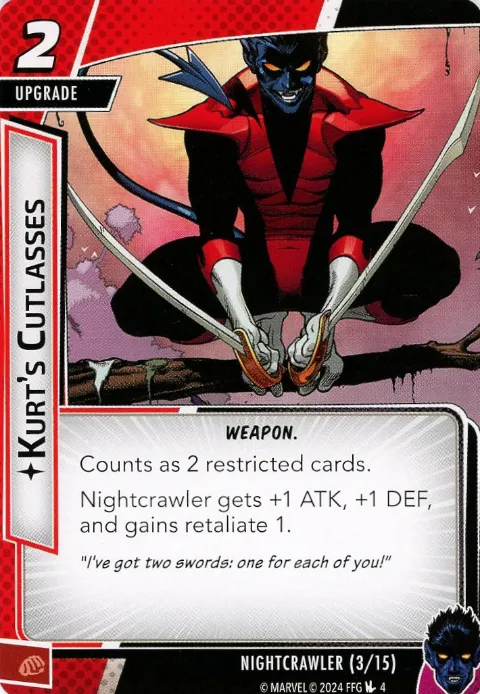 2
UPGRADE
KURT'S CUTLASSES
WEAPON.
Counts as 2 restricted cards.
Nightcrawler gets +1 ATK, +1 DEF,
and gains retaliate 1.
"I've got two swords: one for each of you!"
NIGHTCRAWLER (3/15)
© MARVEL © 2024 FFG 4